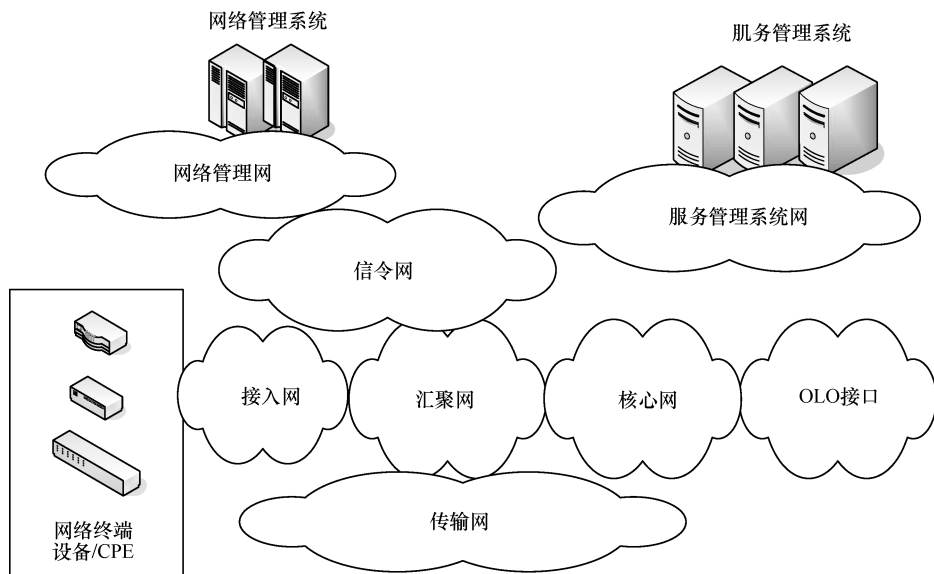 网络管理系统
肌务管理系统
网络管理网
服务管理系统网
信令网
接入网
汇聚网
核心网
OLO接口
传输网
网络终端
设备/CPE